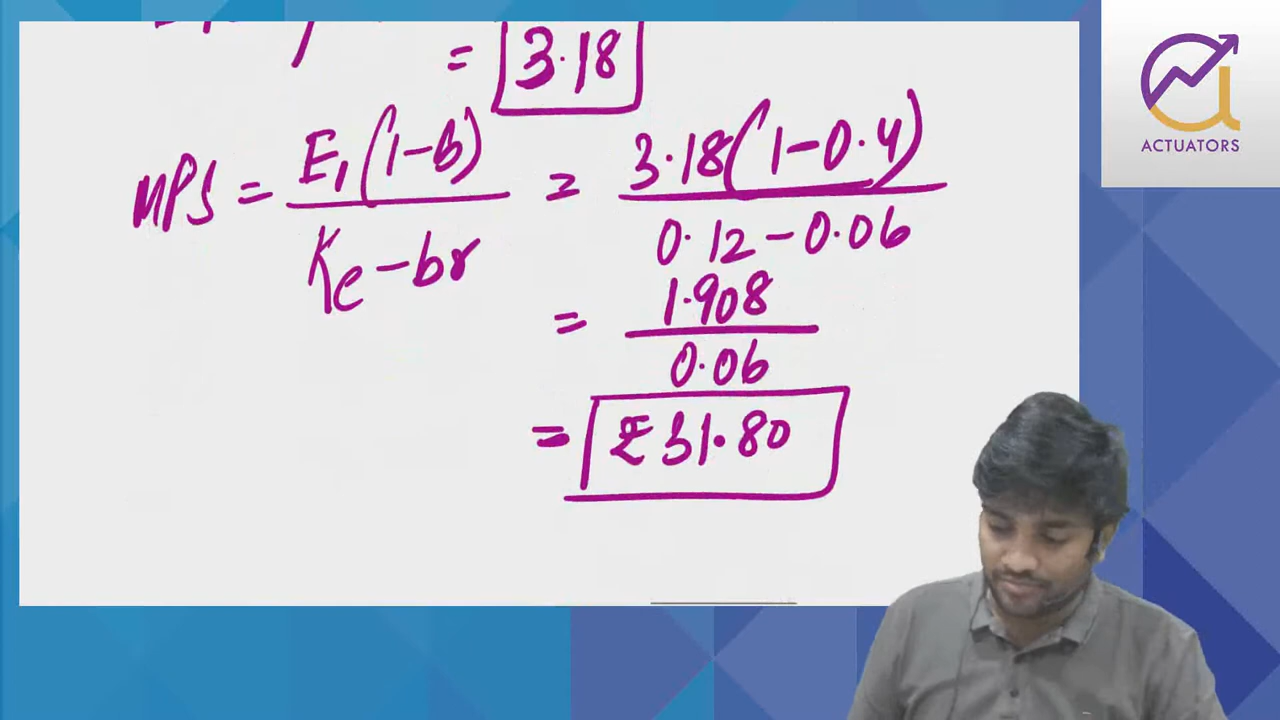 = 3.18
MPS = E₁(1-b) / Ke - br = 3.18(1-0.4) / 0.12 - 0.06
= 1.908 / 0.06
= ₹31.80
ACTUATORS